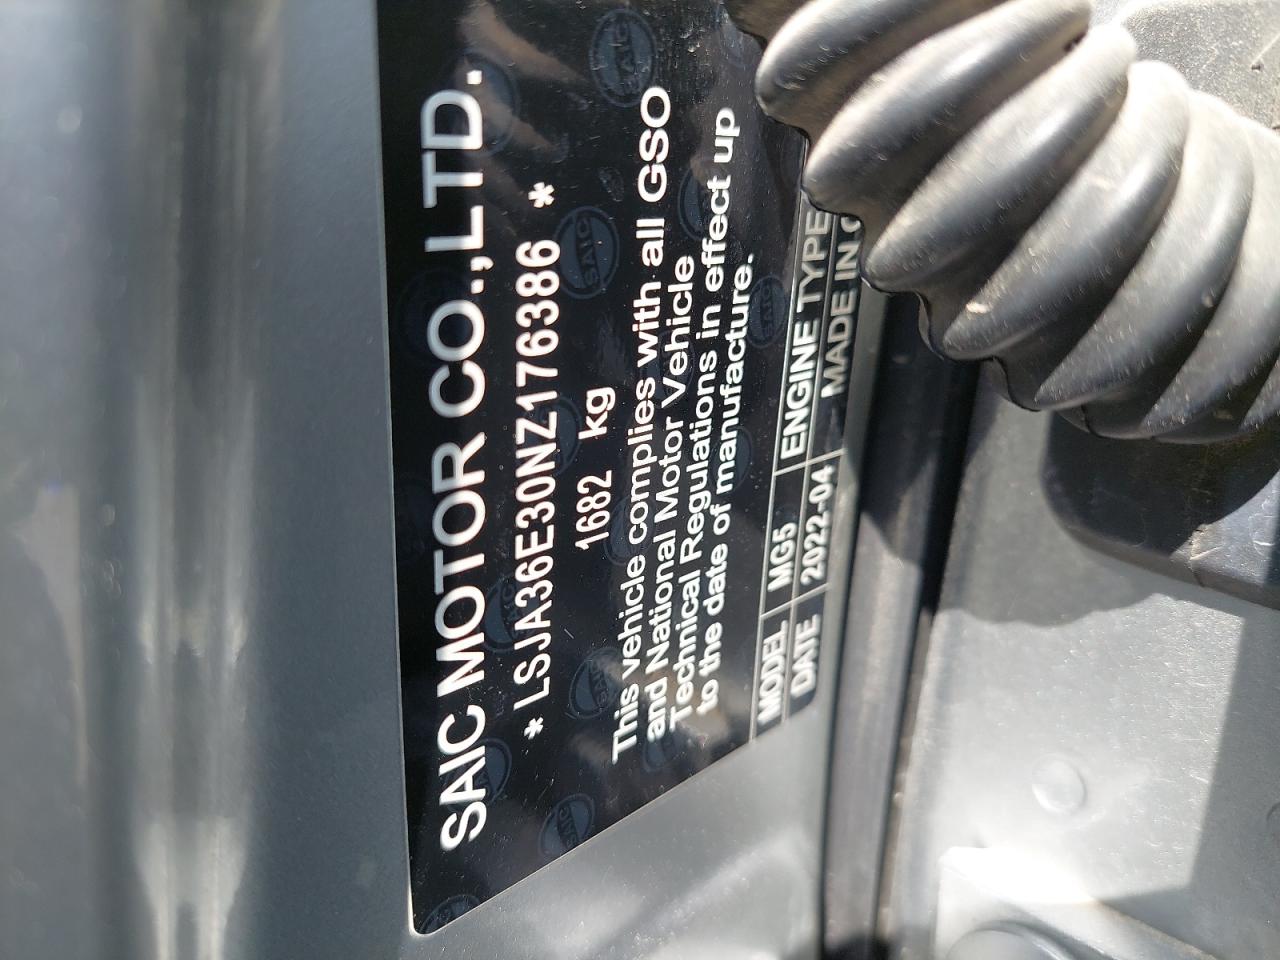 SAIC MOTOR CO.,LTD.
* LSJA36E30NZ176386 *
1682 kg
This vehicle complies with all GSO
and National Motor Vehicle
Technical Regulations in effect up
to the date of manufacture.
MODEL MG5 ENGINE TYPE
DATE 2022-04 MADE IN